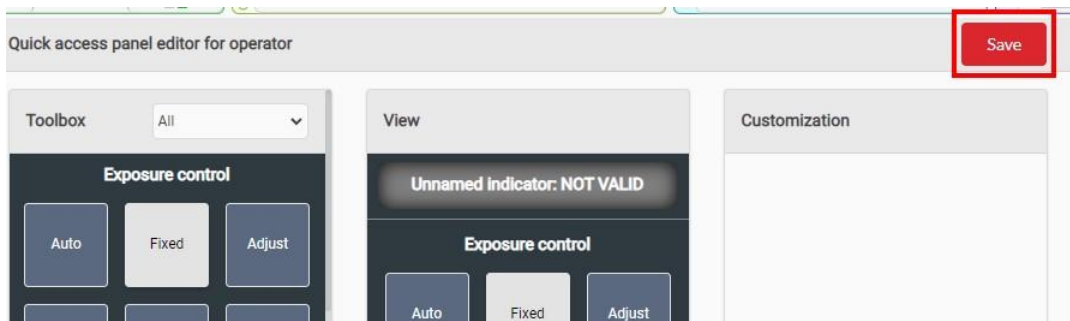 Quick access panel editor for operator
Save
Toolbox
All
Exposure control
Auto
Fixed
Adjust
View
Unnamed indicator: NOT VALID
Exposure control
Auto
Fixed
Adjust
Customization